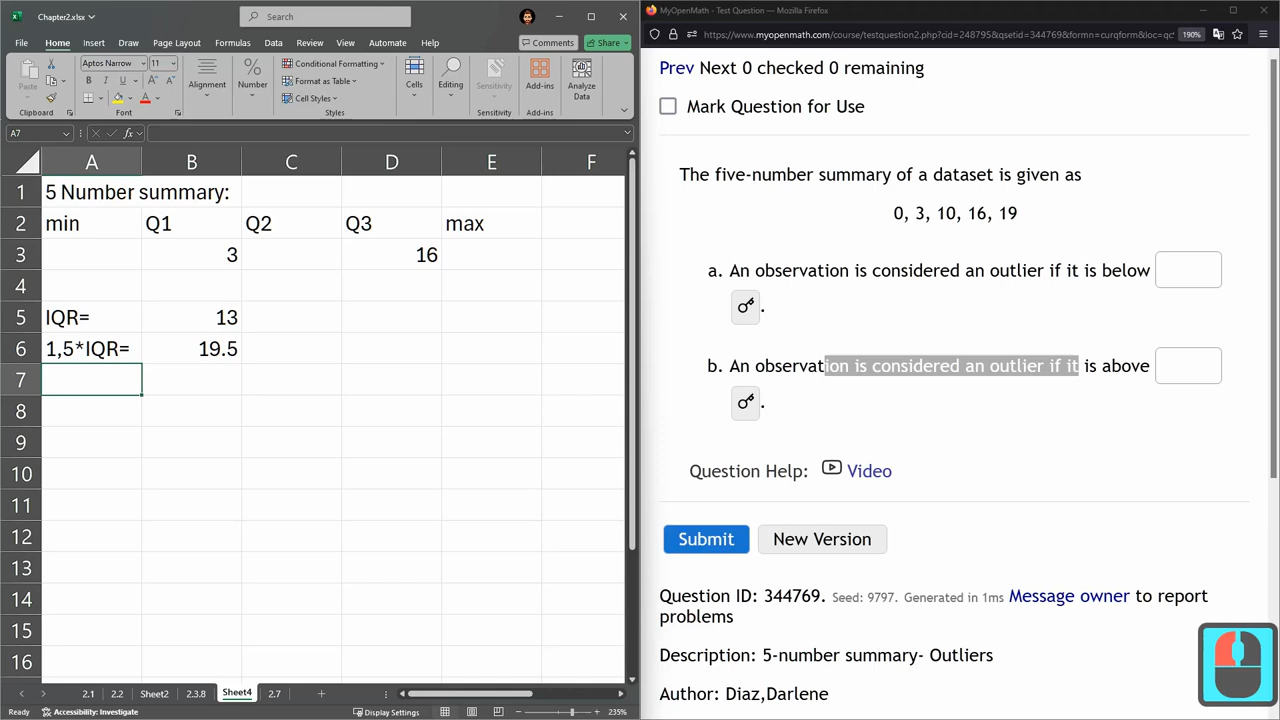 Chapter2.xlsx
Search
File Home Insert Draw Page Layout Formulas Data Review View Automate Help Comments Share
Paste
Clipboard
Aptos Narrow 11
B I U A A
A
Font
Alignment
%
Number
Conditional Formatting
Format as Table
Cell Styles
Styles
Cells
Editing
Sensitivity
Sensitivity
Add-ins
Add-ins
Analyze Data
A7 fx
A B C D E F
1 5 Number summary:
2 min Q1 Q2 Q3 max
3 3 16
4
5 IQR= 13
6 1,5*IQR= 19.5
7
8
9
10
11
12
13
14
15
16
2.1 2.2 Sheet2 2.3.8 Sheet4 2.7
Ready Accessibility: Investigate Display Settings 235%
MyOpenMath - Test Question — Mozilla Firefox
https://www.myopenmath.com/course/testquestion2.php?cid=248795&qsetid=344769&formn=curqform&loc=qc 190%
Prev Next 0 checked 0 remaining
Mark Question for Use
The five-number summary of a dataset is given as
0, 3, 10, 16, 19
a. An observation is considered an outlier if it is below
.
b. An observation is considered an outlier if it is above
.
Question Help: Video
Submit New Version
Question ID: 344769. Seed: 9797. Generated in 1ms Message owner to report
problems
Description: 5-number summary- Outliers
Author: Diaz,Darlene